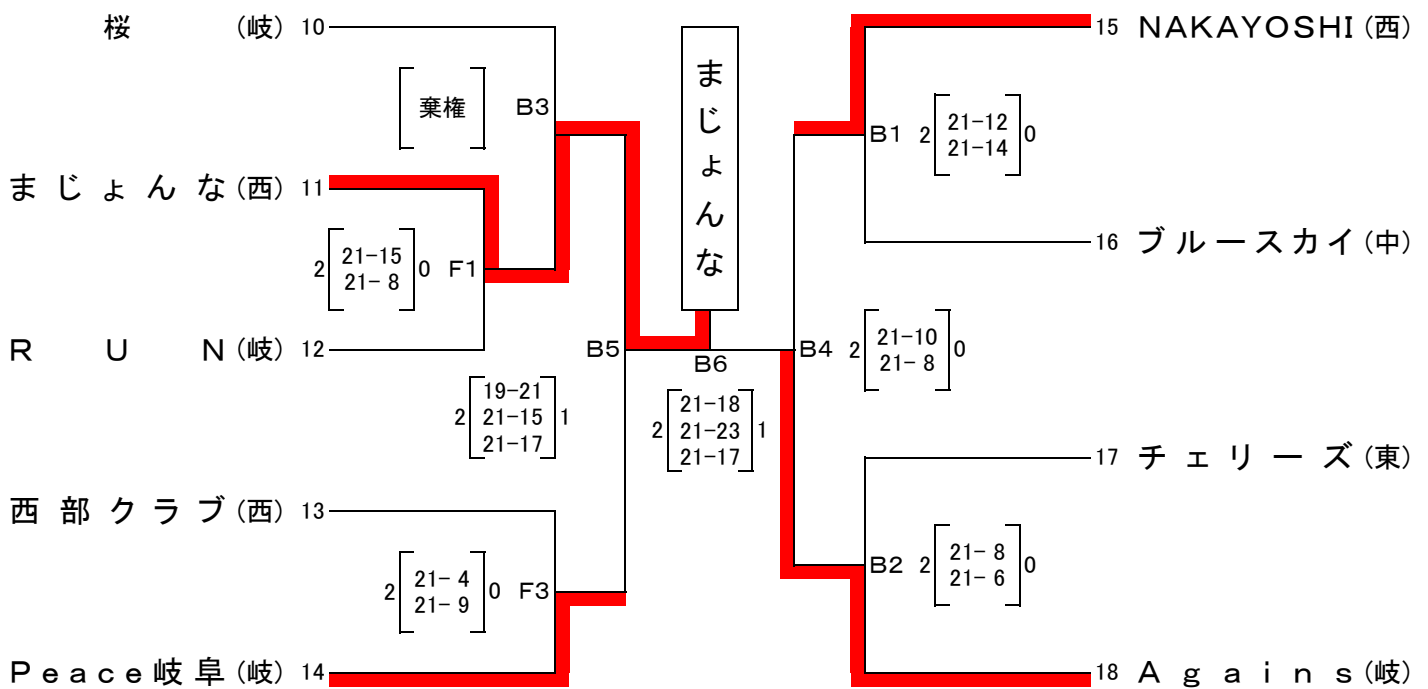 桜 (岐) 10
棄権
B3
まじょんな (西) 11
2 21-15 0
21- 8
F1
RUN (岐) 12
B5
2 19-21 1
21-15
21-17
西部クラブ (西) 13
2 21- 4 0
21- 9
F3
Peace岐阜 (岐) 14
まじょんな
B6
2 21-18 1
21-23
21-17
15 NAKAYOSHI (西)
B1 2 21-12 0
21-14
16 ブルースカイ (中)
B4 2 21-10 0
21- 8
17 チェリーズ (東)
B2 2 21- 8 0
21- 6
18 Agains (岐)